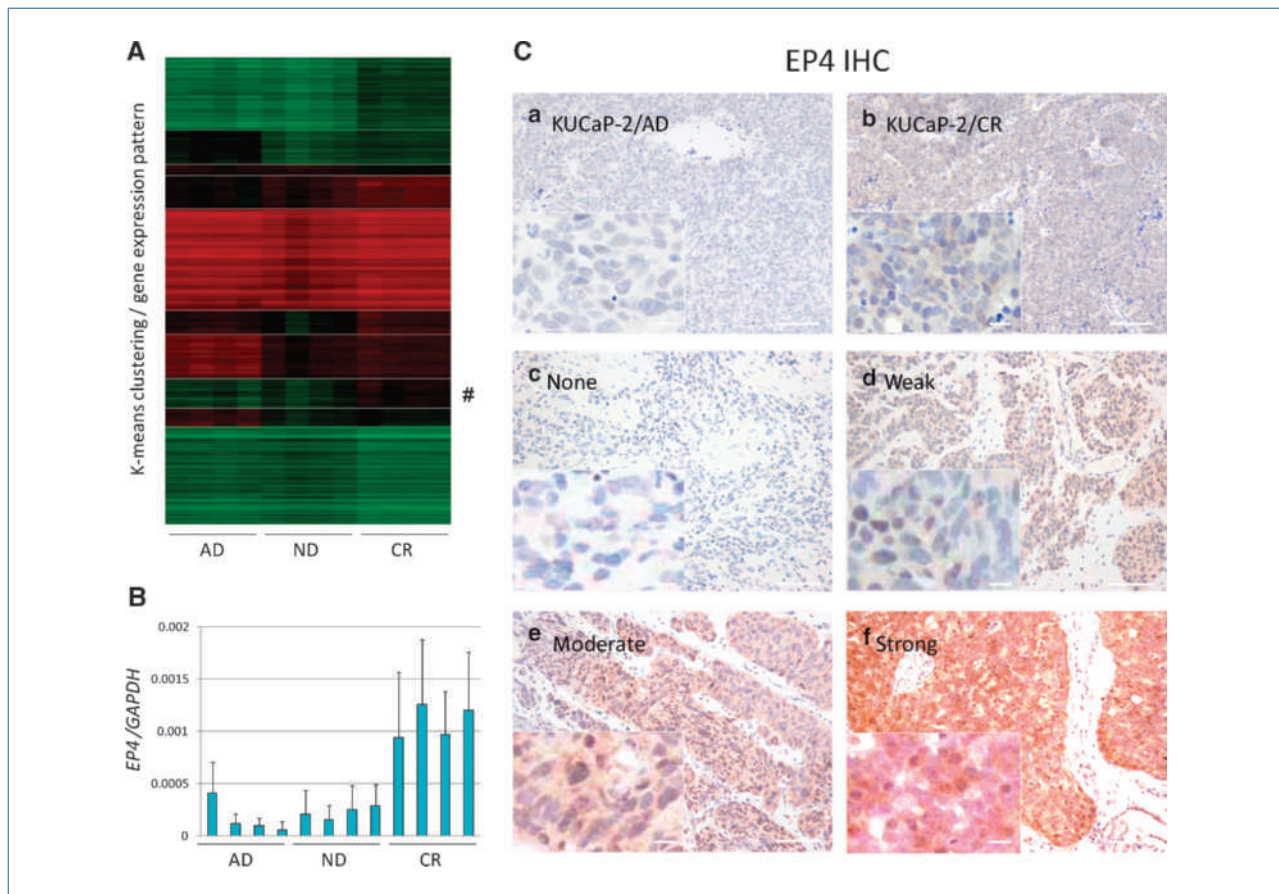 A
K-means clustering / gene expression pattern
#
AD ND CR
B
EP4 /GAPDH
0.002
0.0015
0.001
0.0005
0
AD ND CR
C
EP4 IHC
a KUCaP-2/AD
b KUCaP-2/CR
c None
d Weak
e Moderate
f Strong